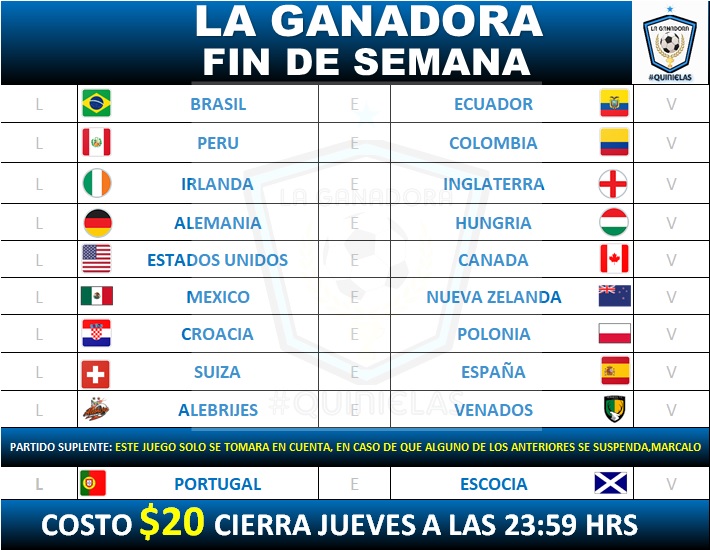 LA GANADORA
FIN DE SEMANA
LA GANADORA
#QUINIELAS
L BRASIL E ECUADOR V
L PERU E COLOMBIA V
L IRLANDA E INGLATERRA V
LA GANADORA
L ALEMANIA E HUNGRIA V
L ESTADOS UNIDOS E CANADA V
L MEXICO E NUEVA ZELANDA V
L CROACIA E POLONIA V
L SUIZA E ESPAÑA V
L ALEBRIJES E VENADOS V
#QUINIELAS
PARTIDO SUPLENTE: ESTE JUEGO SOLO SE TOMARA EN CUENTA, EN CASO DE QUE ALGUNO DE LOS ANTERIORES SE SUSPENDA,MARCALO
L PORTUGAL E ESCOCIA V
COSTO $20 CIERRA JUEVES A LAS 23:59 HRS